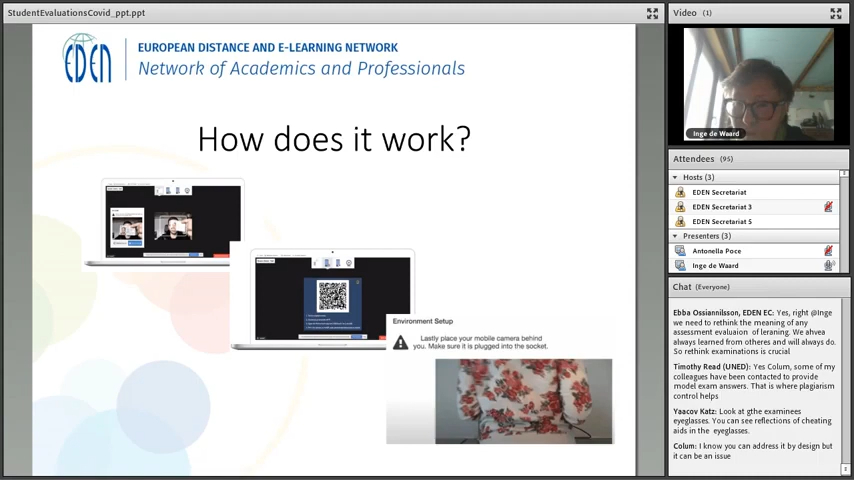 StudentEvaluationsCovid_ppt.ppt
EDEN
EUROPEAN DISTANCE AND E-LEARNING NETWORK
Network of Academics and Professionals
How does it work?
Environment Setup
Lastly place your mobile camera behind
you. Make sure it is plugged into the socket.
Video (1)
Inge de Waard
Attendees (95)
Hosts (3)
EDEN Secretariat
EDEN Secretariat 3
EDEN Secretariat 5
Presenters (3)
Antonella Poce
Inge de Waard
Chat (Everyone)
Ebba Ossiannilsson, EDEN EC: Yes, right @Inge
we need to rethink the meaning of any
assessment evaluaion of leraning. We ahvea
always learned from otheres and will always do.
So rethink examinations is crucial
Timothy Read (UNED): Yes Colum, some of my
colleagues have been contacted to provide
model exam answers. That is where plagiarism
control helps
Yaacov Katz: Look at gthe examinees
eyeglasses. You can see reflections of cheating
aids in the eyeglasses.
Colum: I know you can address it by design but
it can be an issue